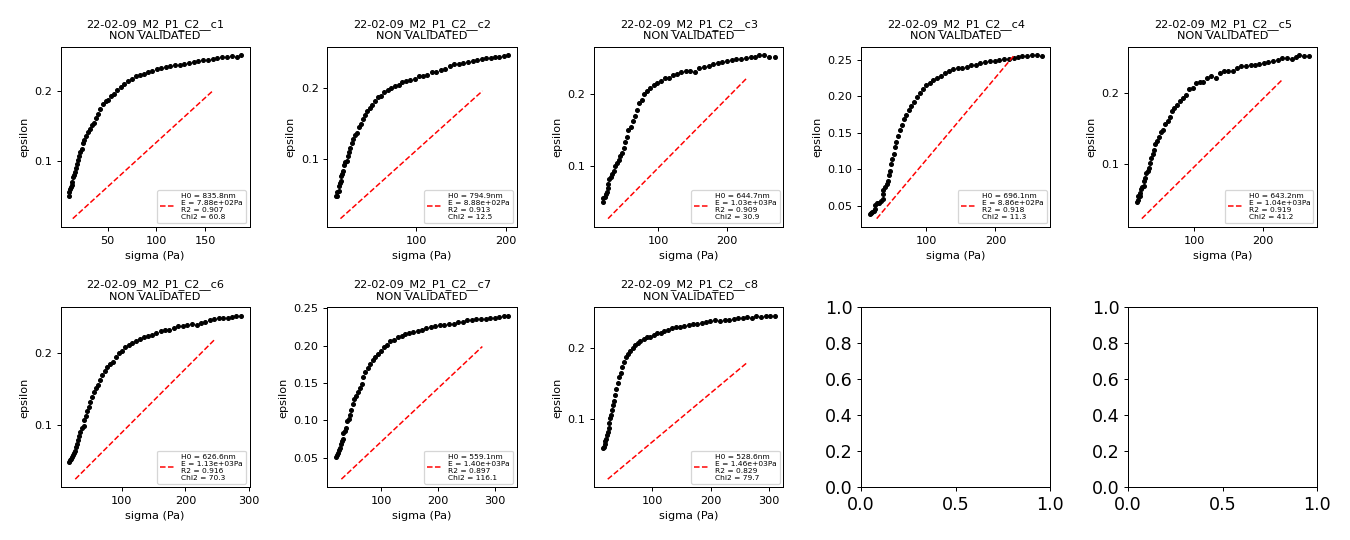 22-02-09_M2_P1_C2__c1
NON VALIDATED
epsilon
0.2
0.1
H0 = 835.8nm
E = 7.88e+02Pa
R2 = 0.907
Chi2 = 60.8
50 100 150
sigma (Pa)
22-02-09_M2_P1_C2__c2
NON VALIDATED
epsilon
0.2
0.1
H0 = 794.9nm
E = 8.88e+02Pa
R2 = 0.913
Chi2 = 12.5
100 200
sigma (Pa)
22-02-09_M2_P1_C2__c3
NON VALIDATED
epsilon
0.2
0.1
H0 = 644.7nm
E = 1.03e+03Pa
R2 = 0.909
Chi2 = 30.9
100 200
sigma (Pa)
22-02-09_M2_P1_C2__c4
NON VALIDATED
epsilon
0.25
0.20
0.15
0.10
0.05
H0 = 696.1nm
E = 8.86e+02Pa
R2 = 0.918
Chi2 = 11.3
100 200
sigma (Pa)
22-02-09_M2_P1_C2__c5
NON VALIDATED
epsilon
0.2
0.1
H0 = 643.2nm
E = 1.04e+03Pa
R2 = 0.919
Chi2 = 41.2
100 200
sigma (Pa)
22-02-09_M2_P1_C2__c6
NON VALIDATED
epsilon
0.2
0.1
H0 = 626.6nm
E = 1.13e+03Pa
R2 = 0.916
Chi2 = 70.3
100 200 300
sigma (Pa)
22-02-09_M2_P1_C2__c7
NON VALIDATED
epsilon
0.25
0.20
0.15
0.10
0.05
H0 = 559.1nm
E = 1.40e+03Pa
R2 = 0.897
Chi2 = 116.1
100 200 300
sigma (Pa)
22-02-09_M2_P1_C2__c8
NON VALIDATED
epsilon
0.2
0.1
H0 = 528.6nm
E = 1.46e+03Pa
R2 = 0.829
Chi2 = 79.7
100 200 300
sigma (Pa)
1.0
0.8
0.6
0.4
0.2
0.0
0.0 0.5 1.0
1.0
0.8
0.6
0.4
0.2
0.0
0.0 0.5 1.0